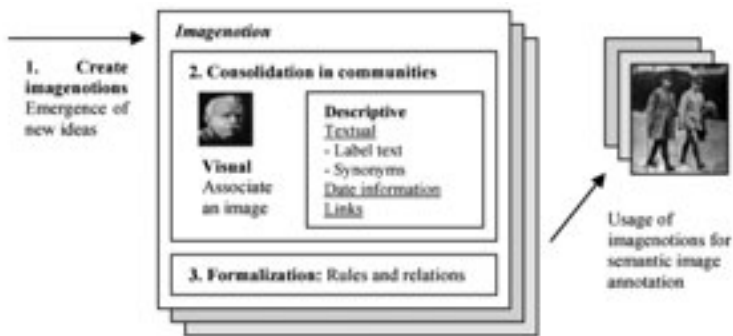 Imagenotion
1. Create
imagenotions
Emergence of
new ideas
2. Consolidation in communities
Visual
Associate
an image
Descriptive
Textual
- Label text
- Synonyms
Date information
Links
3. Formalization: Rules and relations
Usage of
imagenotions for
semantic image
annotation